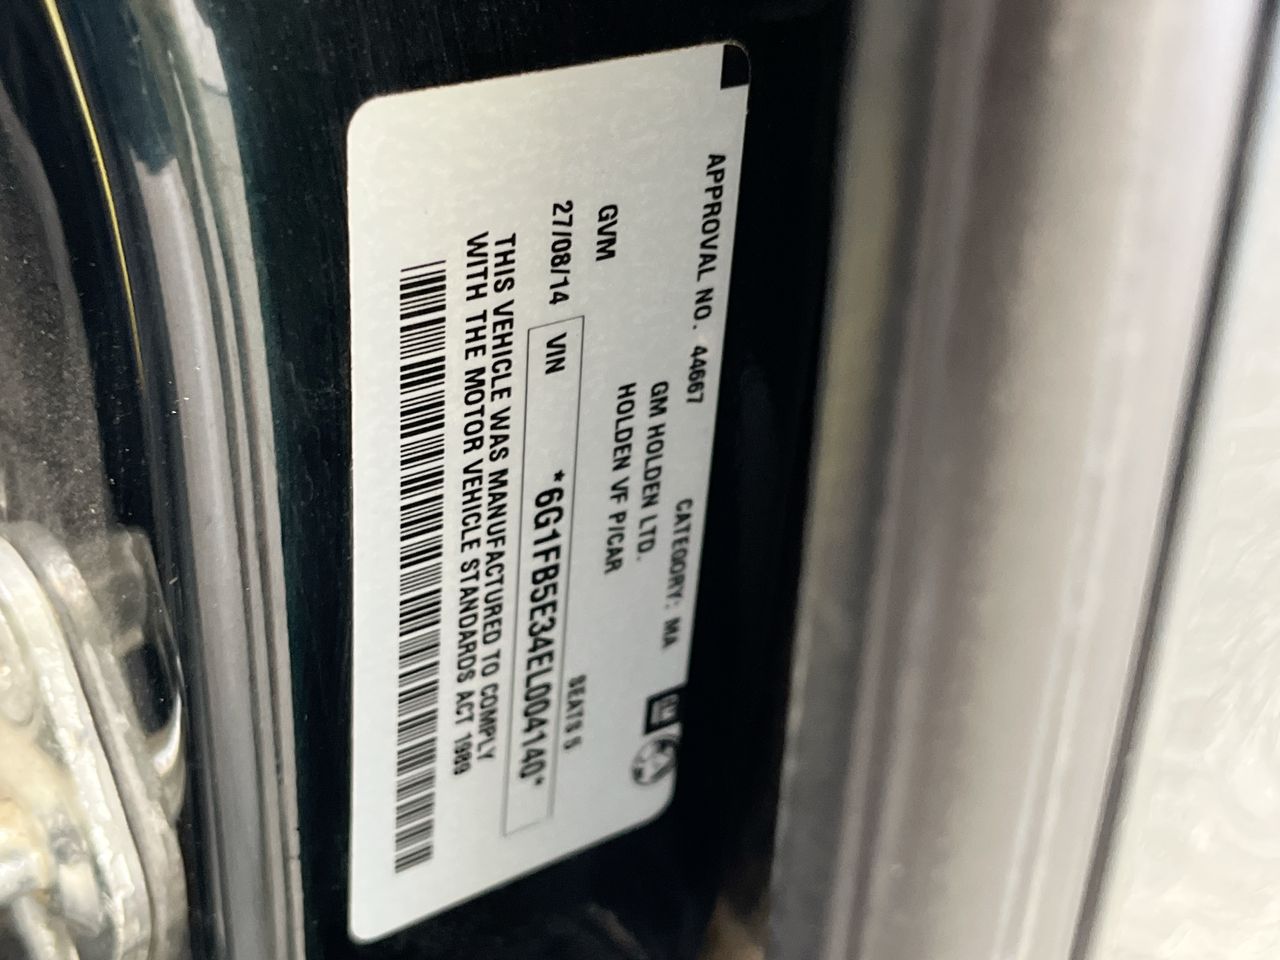 APPROVAL NO. 44667 CATEGORY: MA
GM HOLDEN LTD.
GVM HOLDEN VF P/CAR
SEATS 5
27/08/14 VIN *6G1FB5E34EL004140*
THIS VEHICLE WAS MANUFACTURED TO COMPLY
WITH THE MOTOR VEHICLE STANDARDS ACT 1989